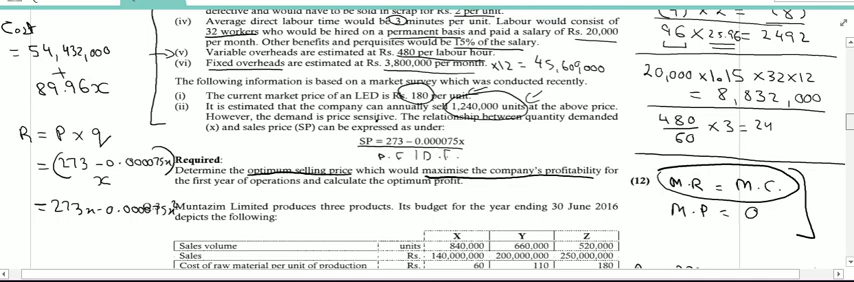 defective and would have to be sold in scrap for Rs. 2 per unit.
(iv) Average direct labour time would be 3 minutes per unit. Labour would consist of
32 workers who would be hired on a permanent basis and paid a salary of Rs. 20,000
per month. Other benefits and perquisites would be 15% of the salary.
(v) Variable overheads are estimated at Rs. 480 per labour hour.
(vi) Fixed overheads are estimated at Rs. 3,800,000 per month. x12 = 45,600,000
The following information is based on a market survey which was conducted recently.
(i) The current market price of an LED is Rs. 180 per unit.
(ii) It is estimated that the company can annually sell 1,240,000 units at the above price.
However, the demand is price sensitive. The relationship between quantity demanded
(x) and sales price (SP) can be expressed as under:
SP = 273 – 0.000075x
P.F | D.F.
Required:
Determine the optimum selling price which would maximise the company's profitability for
the first year of operations and calculate the optimum profit.
(12)
Muntazim Limited produces three products. Its budget for the year ending 30 June 2016
depicts the following:
X Y Z
Sales volume units 840,000 660,000 520,000
Sales Rs. 140,000,000 200,000,000 250,000,000
Cost of raw material per unit of production Rs. 60 110 180
Cost
= 54,432,000
+
89.96x
R = P x q
= (273 - 0.000075x)
x
= 273x - 0.000075x²
(8)
96 x 25.96 = 2492
20,000 x 1.15 x 32 x 12
= 8,832,000
480/60 x 3 = 24
M.R = M.C.
M.P = 0